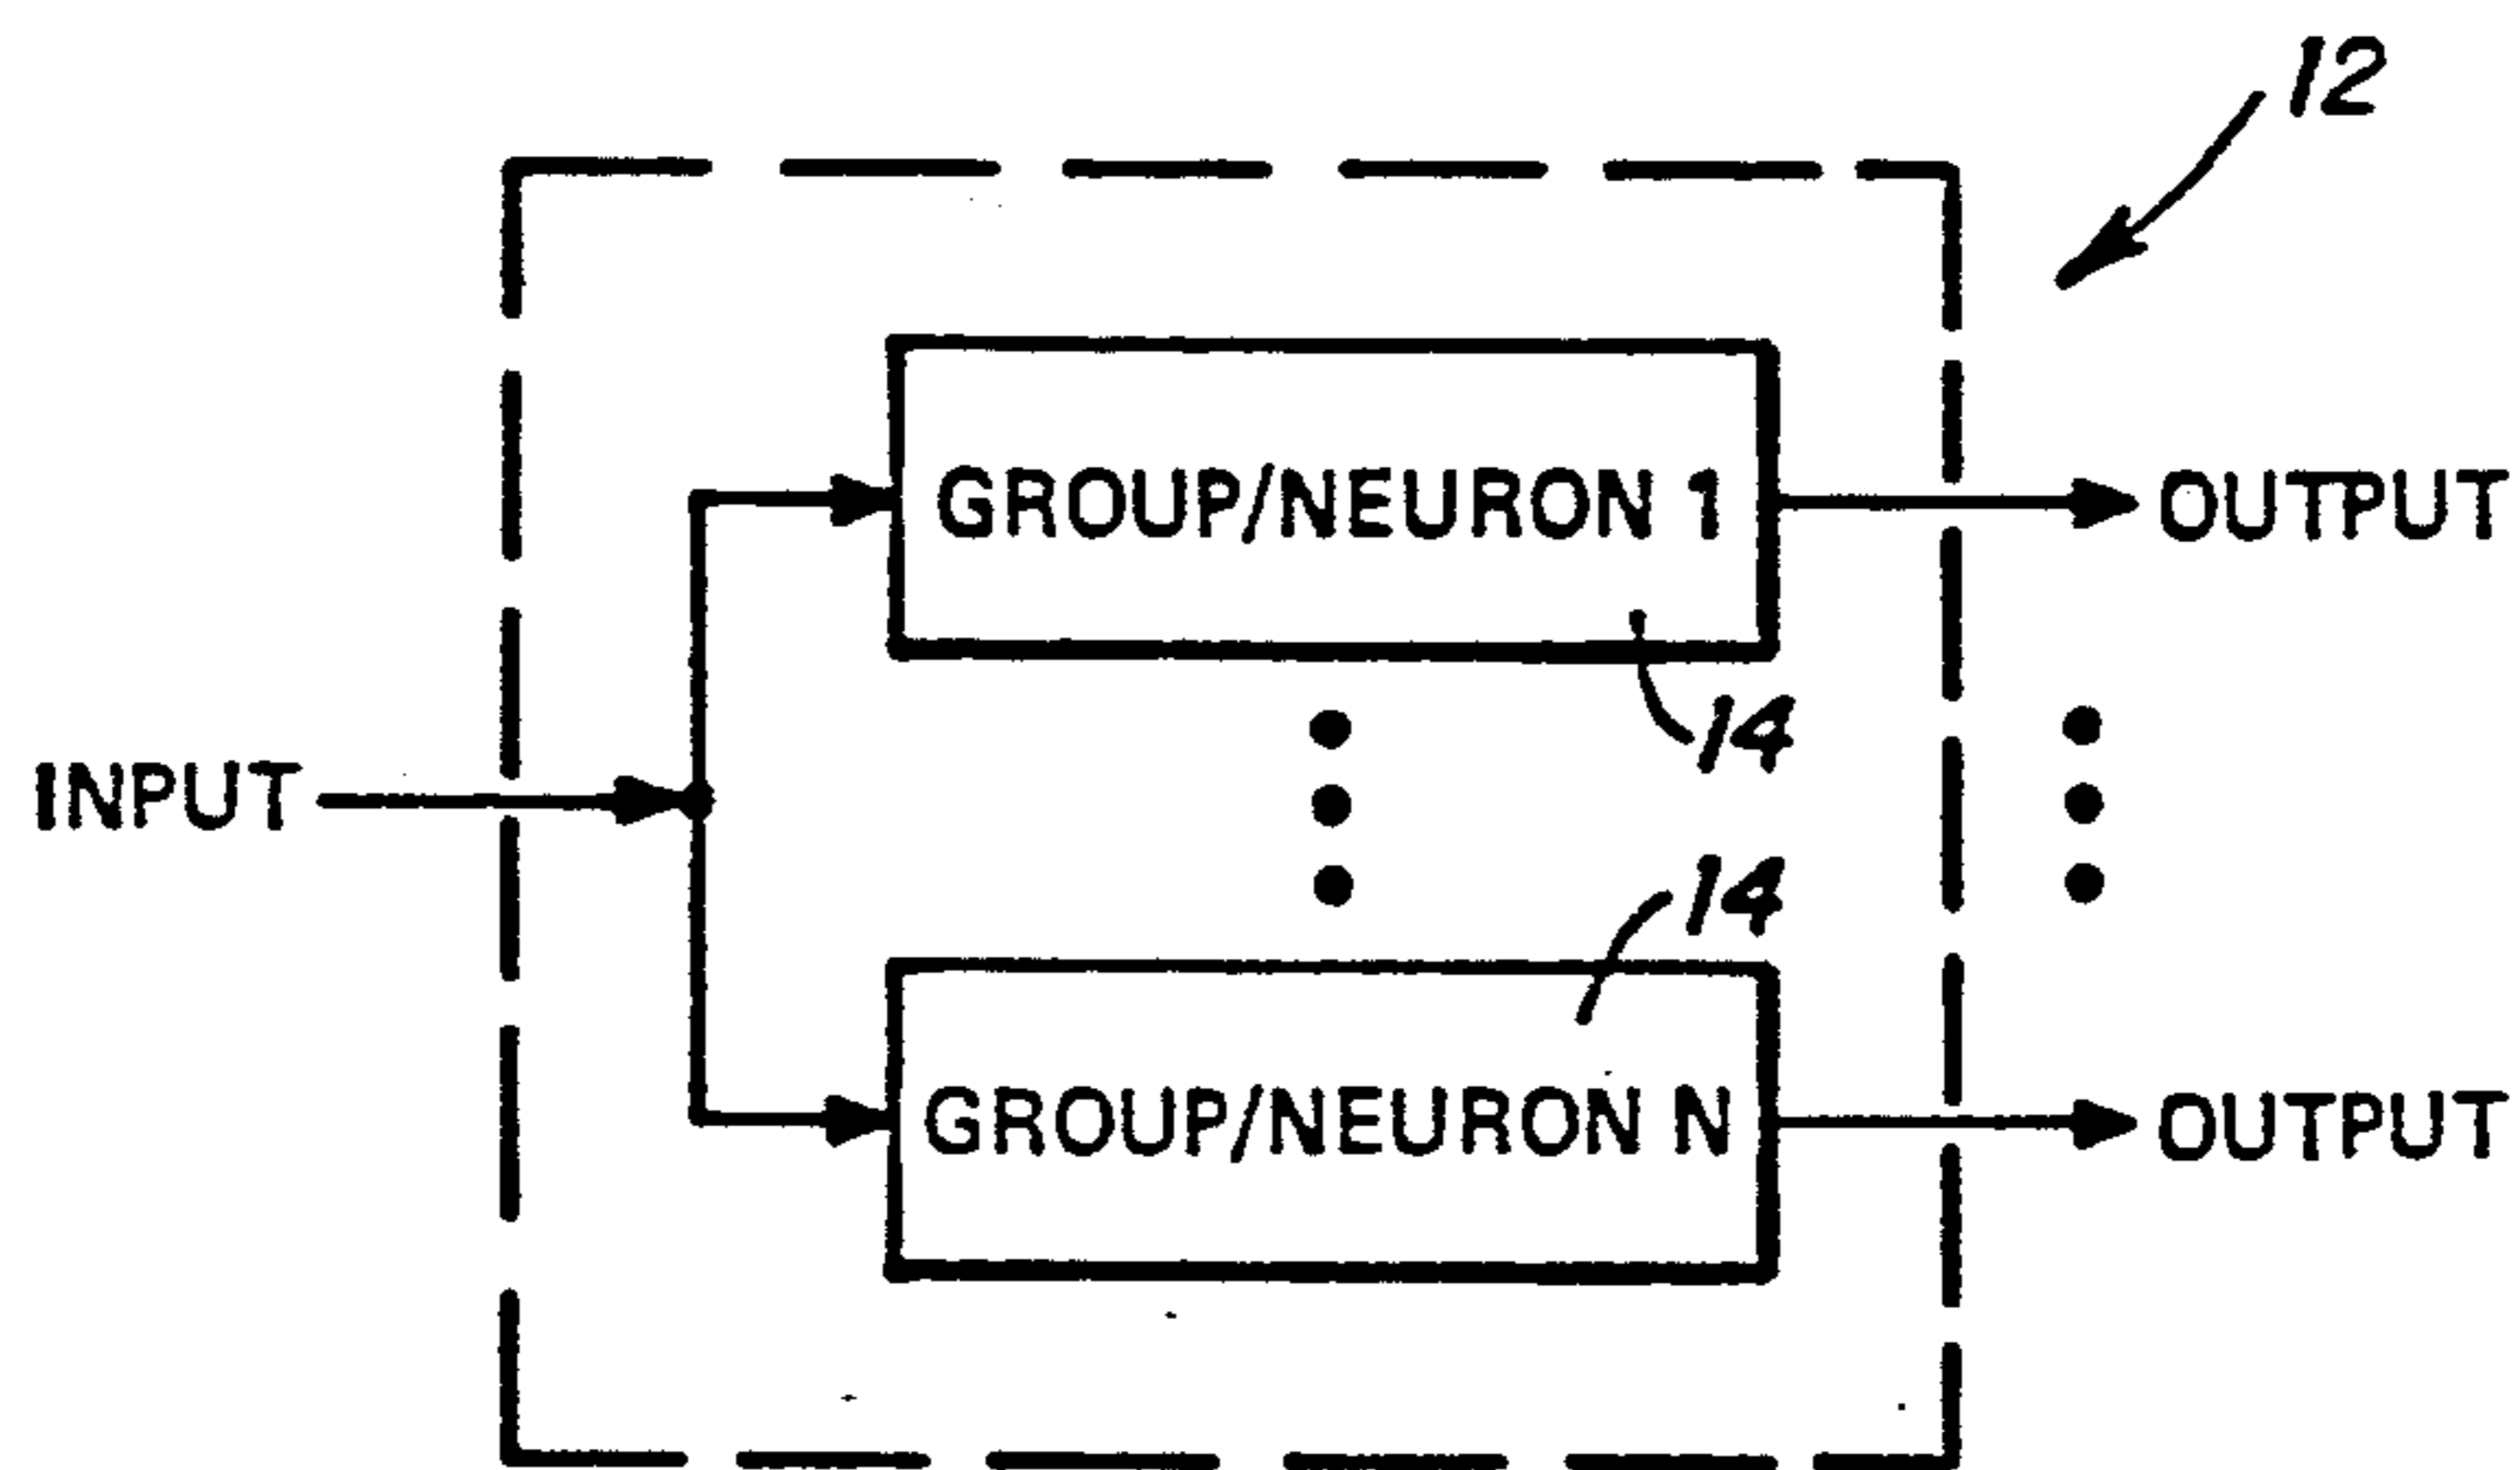 12
GROUP/NEURON 1
OUTPUT
14
INPUT
14
GROUP/NEURON N
OUTPUT